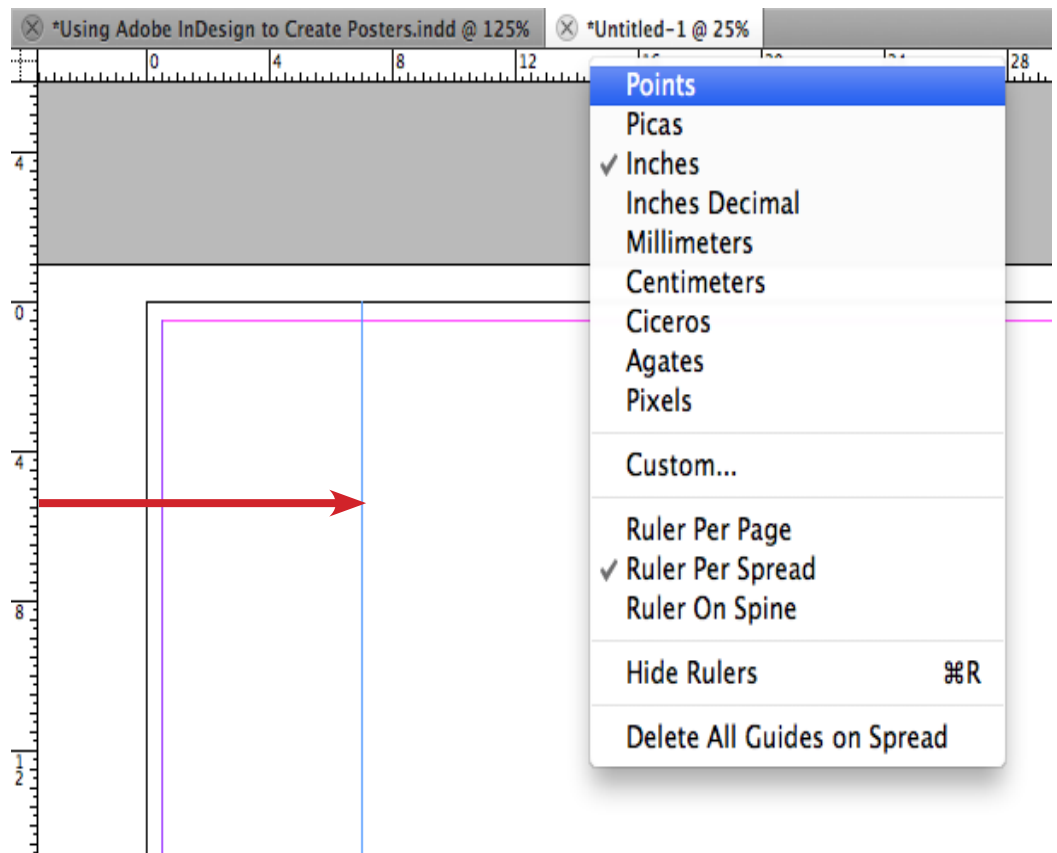 *Using Adobe InDesign to Create Posters.indd @ 125% *Untitled-1 @ 25%
0 4 8 12 28
Points
Picas
4
✓ Inches
Inches Decimal
Millimeters
Centimeters
0
Ciceros
Agates
Pixels
4
Custom...
Ruler Per Page
✓ Ruler Per Spread
8
Ruler On Spine
Hide Rulers ⌘R
Delete All Guides on Spread
12